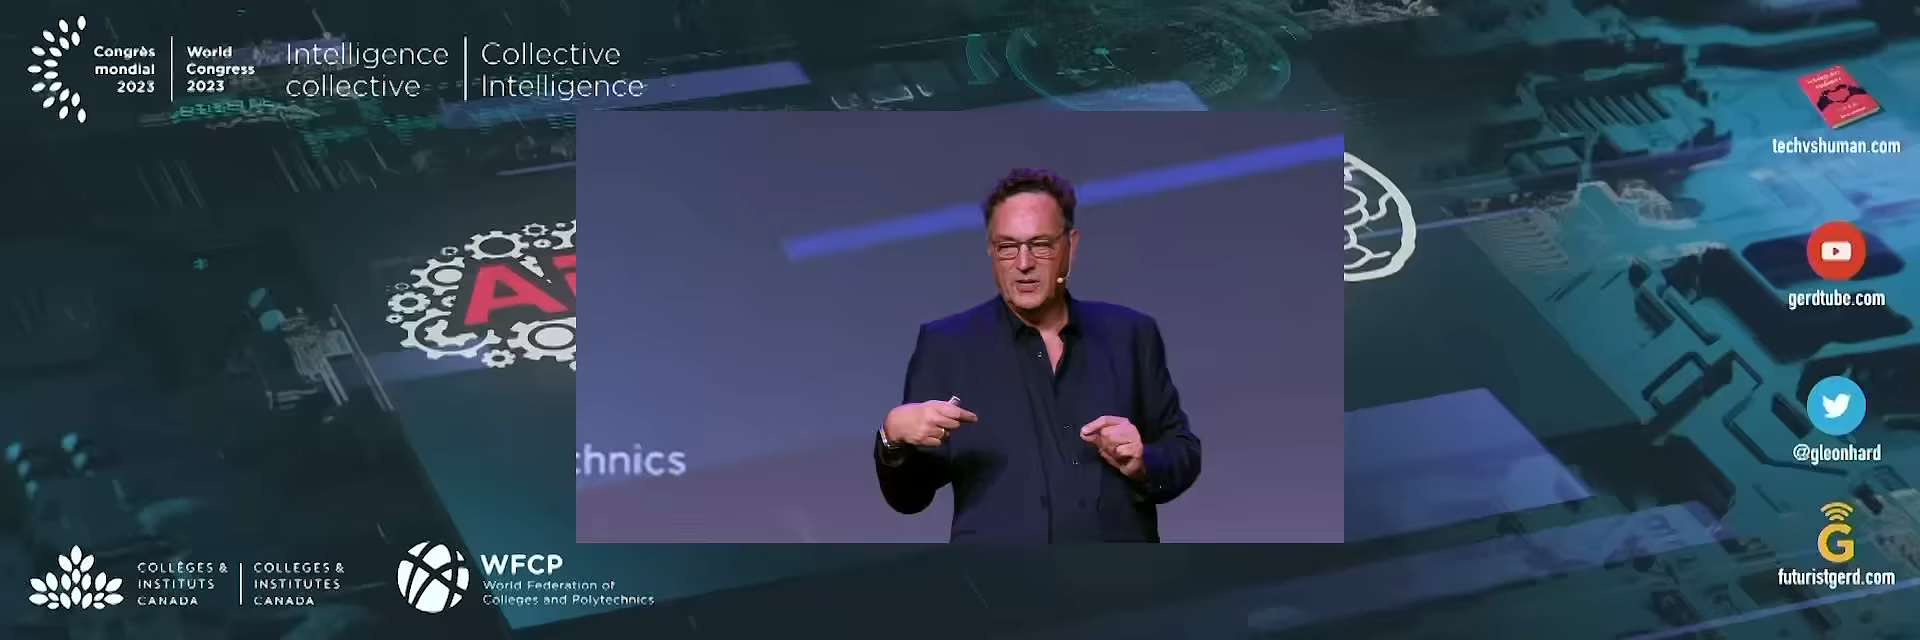 Congrès
mondial
2023
World
Congress
2023
Intelligence
collective
Collective
Intelligence
techvshuman.com
gerdtube.com
chnics
@gleonhard
futuristgerd.com
COLLÈGES &
INSTITUTS
CANADA
COLLEGES &
INSTITUTES
CANADA
WFCP
World Federation of
Colleges and Polytechnics